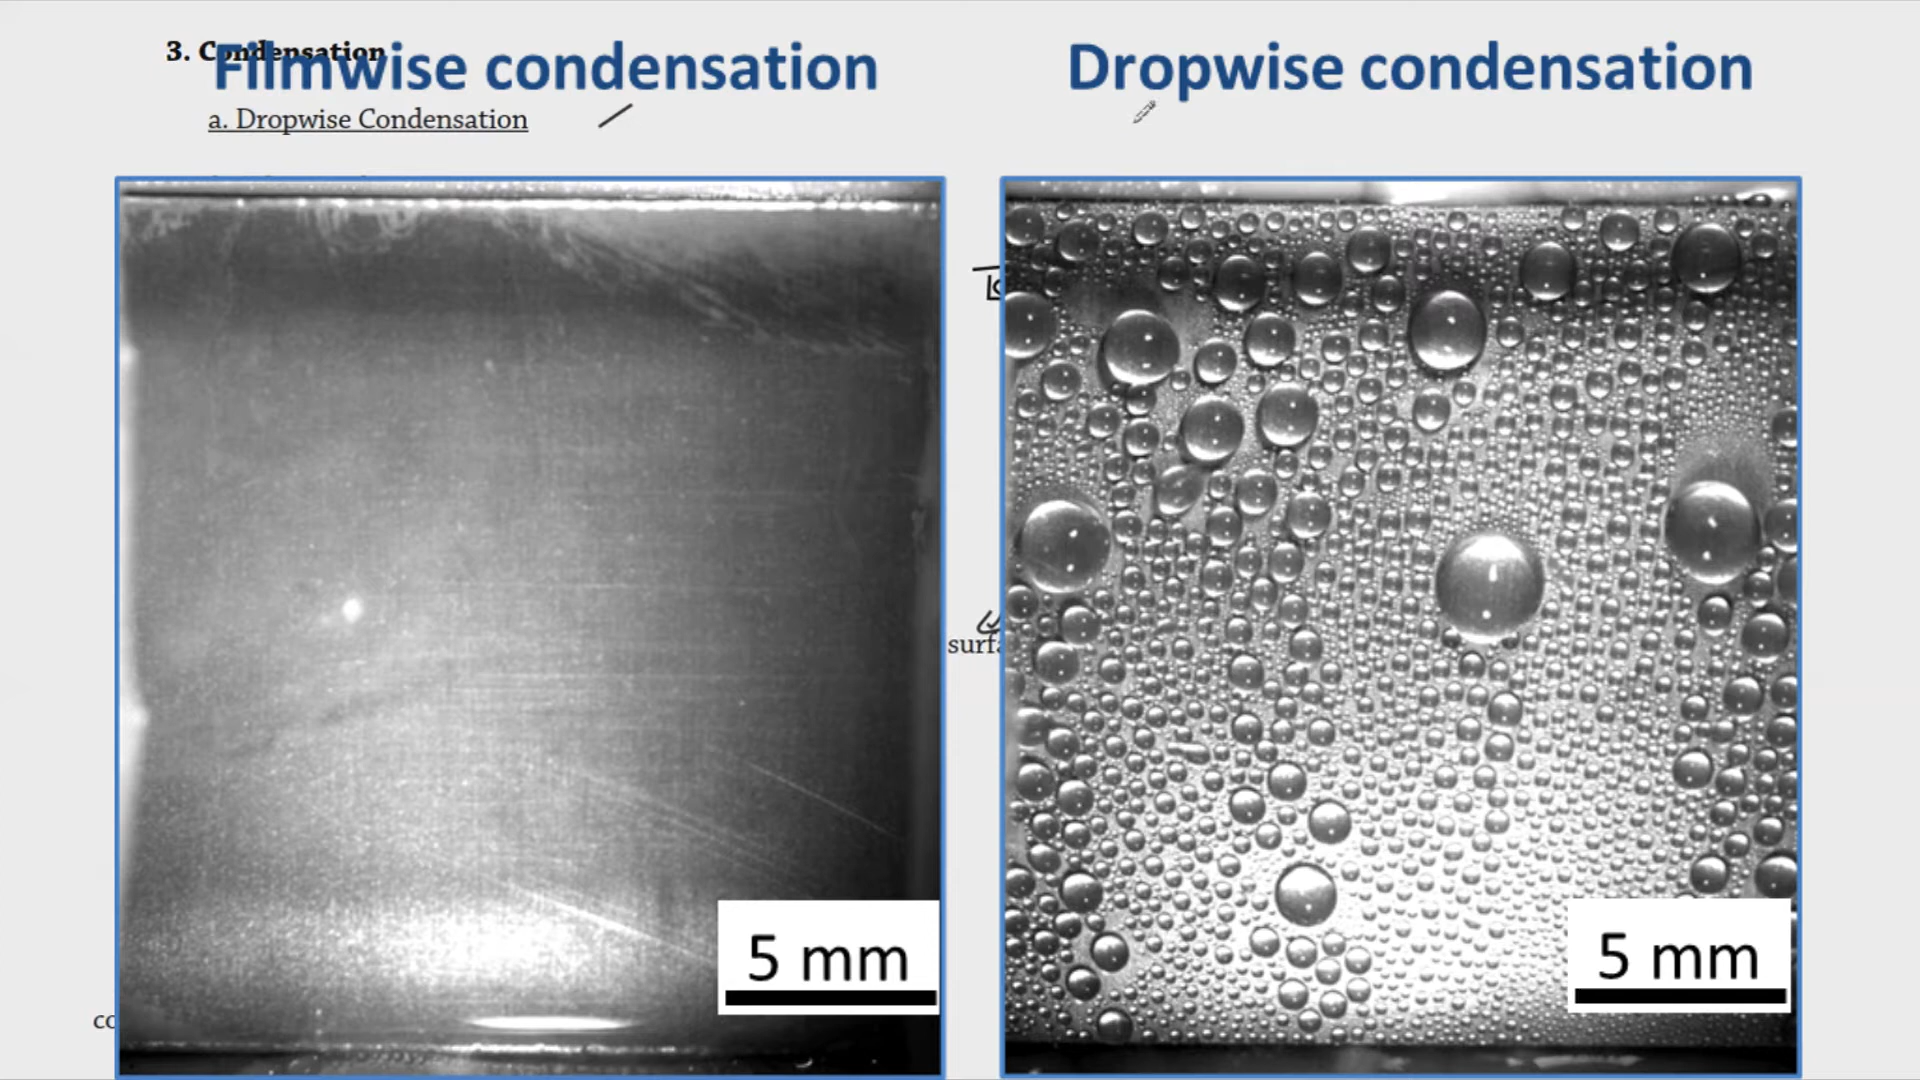 3. Condensation
Filmwise condensation
Dropwise condensation
a. Dropwise Condensation
5 mm
5 mm